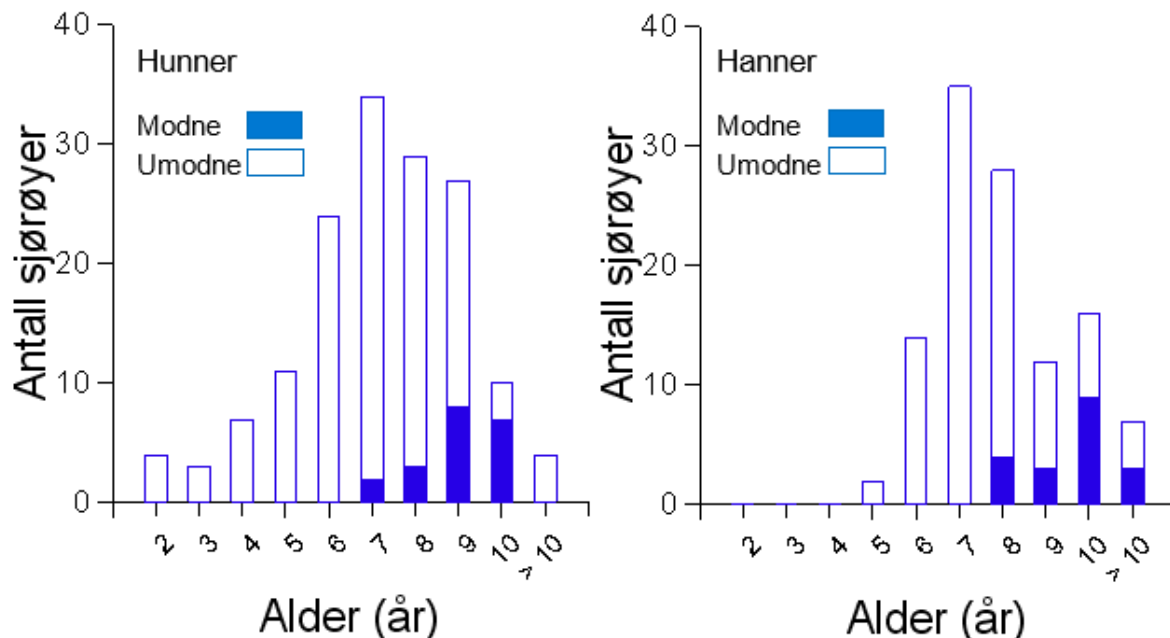 Hunner
Modne
Umodne
Antall sjørøyer
40
30
20
10
0
2 3 4 5 6 7 8 9 10 > 10
Alder (år)
Hanner
Modne
Umodne
Antall sjørøyer
40
30
20
10
0
2 3 4 5 6 7 8 9 10 > 10
Alder (år)